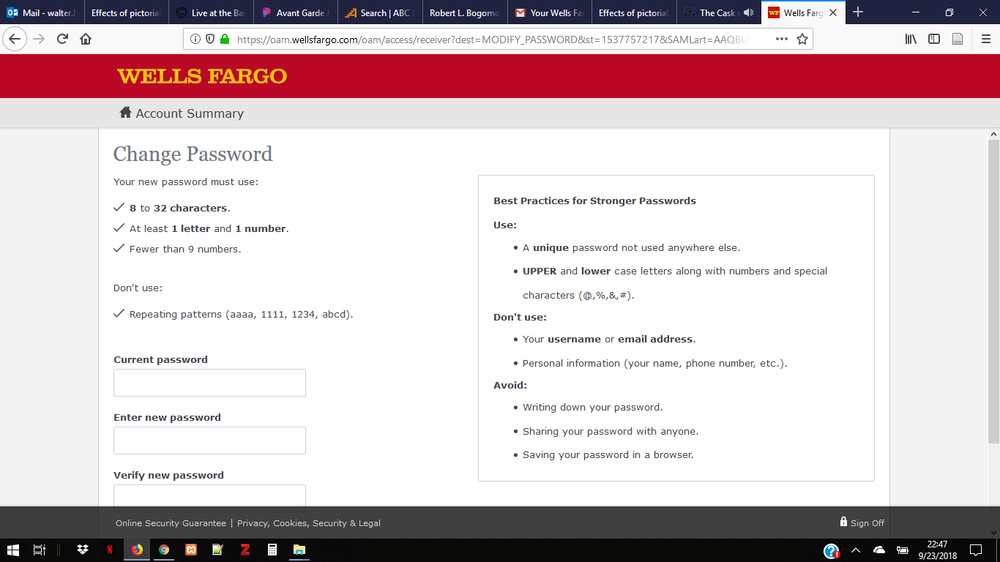 Mail - walter.l
Effects of pictorial
Live at the Ba
Avant Garde J
Search | ABC
Robert L. Bogomo
Your Wells Fa
Effects of pictorial
The Cask
Wells Farg
https://oam.wellsfargo.com/oam/access/receiver?dest=MODIFY_PASSWORD&st=1537757217&SAMLart=AAQBU
WELLS FARGO
Account Summary
Change Password
Your new password must use:
8 to 32 characters.
At least 1 letter and 1 number.
Fewer than 9 numbers.
Don't use:
Repeating patterns (aaaa, 1111, 1234, abcd).
Current password
Enter new password
Verify new password
Best Practices for Stronger Passwords
Use:
• A unique password not used anywhere else.
• UPPER and lower case letters along with numbers and special
characters (@,%,&,#).
Don't use:
• Your username or email address.
• Personal information (your name, phone number, etc.).
Avoid:
• Writing down your password.
• Sharing your password with anyone.
• Saving your password in a browser.
Online Security Guarantee | Privacy, Cookies, Security & Legal
Sign Off
22:47
9/23/2018